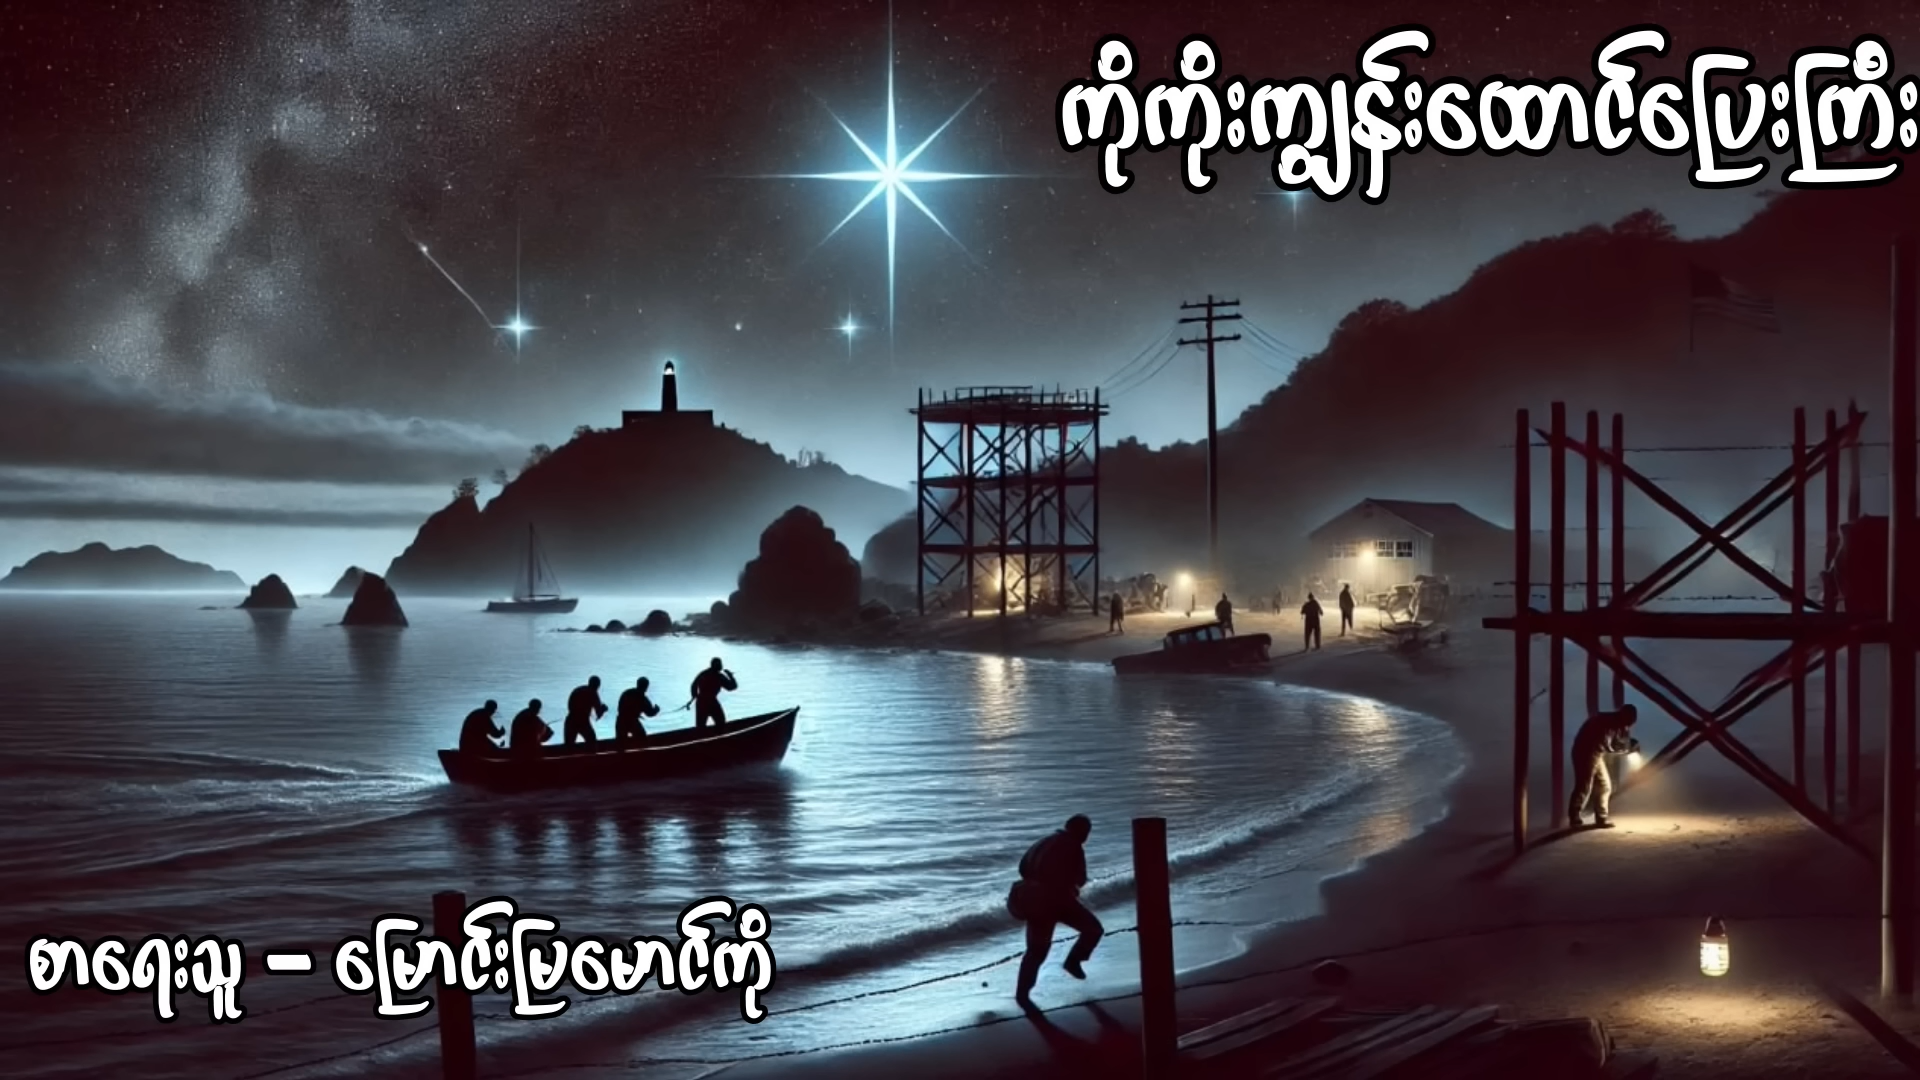 ကိုကိုးကျွန်းထောင်ပြေးကြီး
စာရေးသူ – မြောင်းမြမောင်ကို